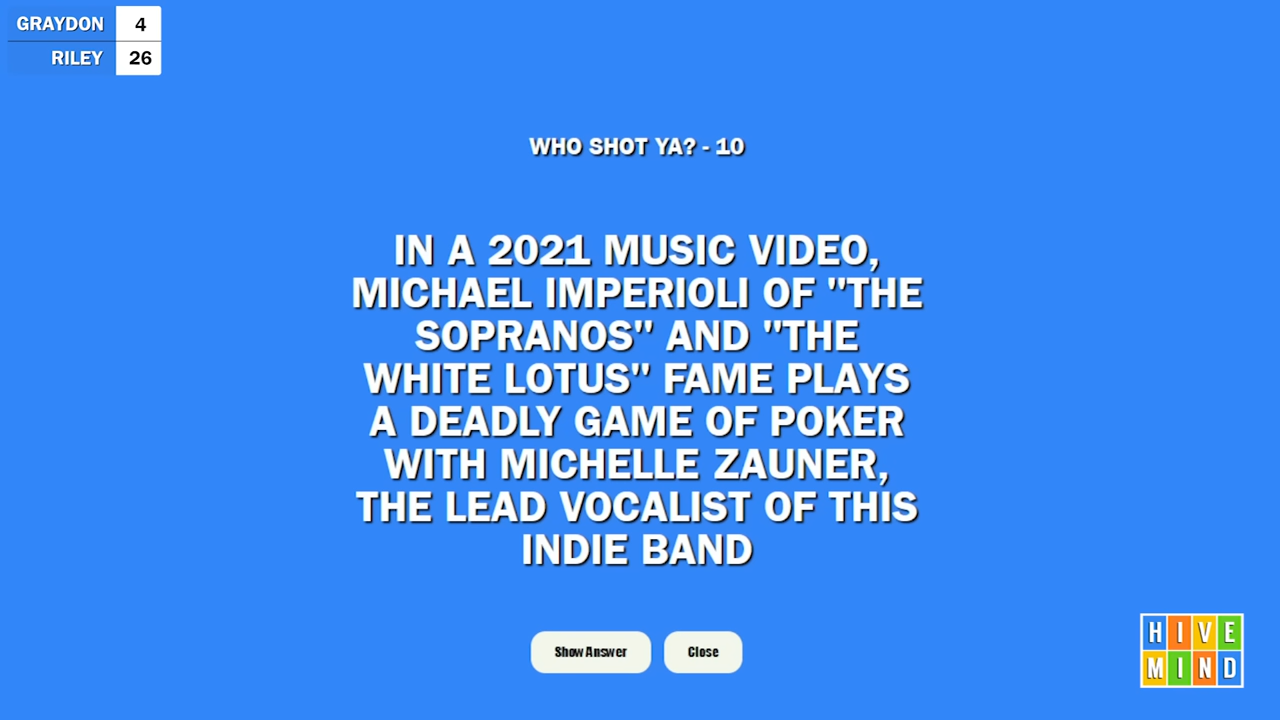 GRAYDON 4
RILEY 26
WHO SHOT YA? - 10
IN A 2021 MUSIC VIDEO,
MICHAEL IMPERIOLI OF "THE
SOPRANOS" AND "THE
WHITE LOTUS" FAME PLAYS
A DEADLY GAME OF POKER
WITH MICHELLE ZAUNER,
THE LEAD VOCALIST OF THIS
INDIE BAND
Show Answer Close
HIVE
MIND